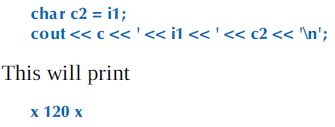 char c2 = i1;
cout << c << ' << i1 << ' << c2 << '\n';
This will print
x 120 x